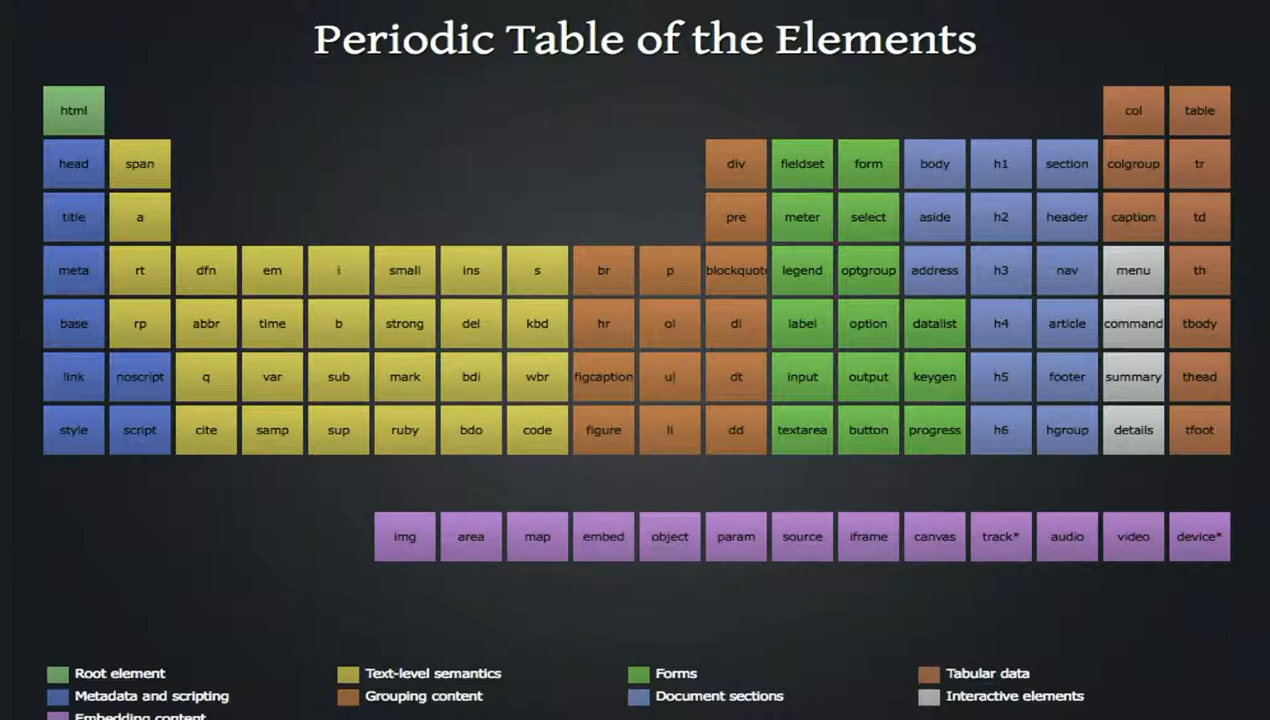 Periodic Table of the Elements
html col table
head span div fieldset form body h1 section colgroup tr
title a pre meter select aside h2 header caption td
meta rt dfn em i small ins s br p blockquot legend optgroup address h3 nav menu th
base rp abbr time b strong del kbd hr ol dl label option datalist h4 article command tbody
link noscript q var sub mark bdi wbr figcaption ul dt input output keygen h5 footer summary thead
style script cite samp sup ruby bdo code figure li dd textarea button progress h6 hgroup details tfoot
img area map embed object param source iframe canvas track* audio video device*
Root element Text-level semantics Forms Tabular data
Metadata and scripting Grouping content Document sections Interactive elements
Embedding content